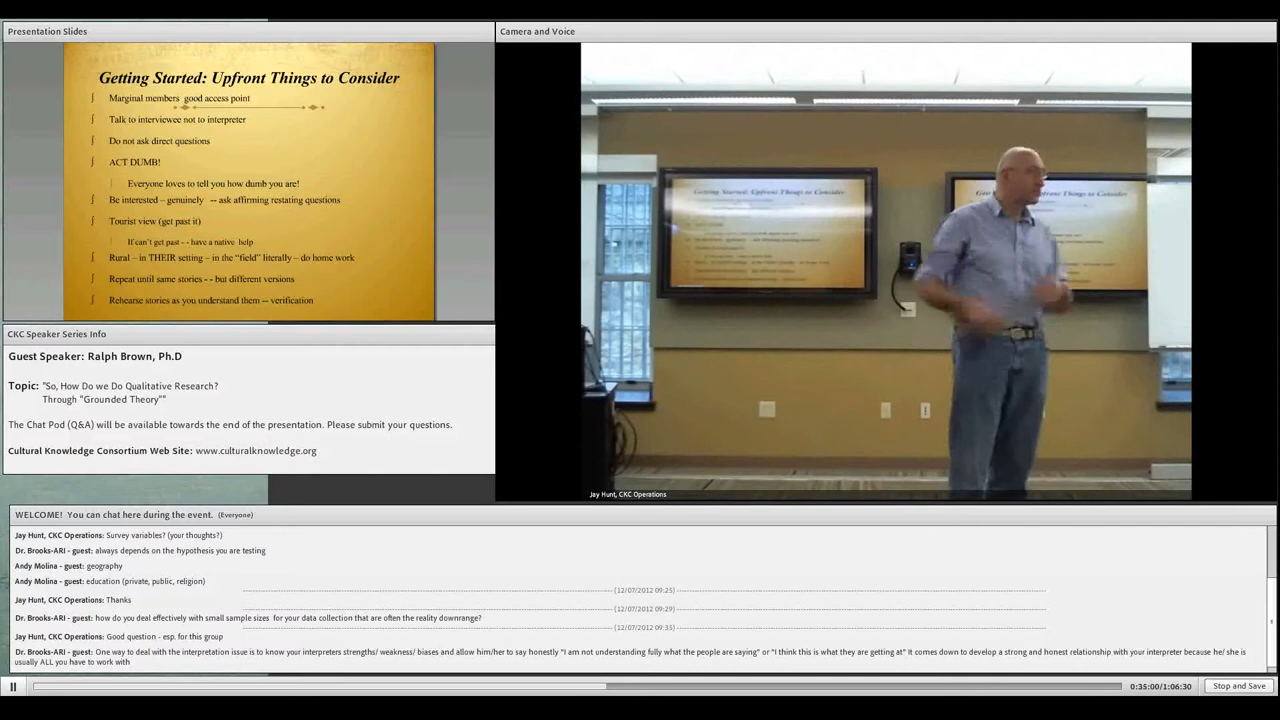 Presentation Slides
Getting Started: Upfront Things to Consider
Marginal members good access point
Talk to interviewee not to interpreter
Do not ask direct questions
ACT DUMB!
Everyone loves to tell you how dumb you are!
Be interested – genuinely -- ask affirming restating questions
Tourist view (get past it)
If can't get past - - have a native help
Rural – in THEIR setting – in the “field” literally – do home work
Repeat until same stories - - but different versions
Rehearse stories as you understand them -- verification
CKC Speaker Series Info
Guest Speaker: Ralph Brown, Ph.D
Topic: "So, How Do we Do Qualitative Research?
Through "Grounded Theory""
The Chat Pod (Q&A) will be available towards the end of the presentation. Please submit your questions.
Cultural Knowledge Consortium Web Site: www.culturalknowledge.org
Camera and Voice
Getting Started: Upfront Things to Consider
Jay Hunt, CKC Operations
WELCOME! You can chat here during the event. (Everyone)
Jay Hunt, CKC Operations: Survey variables? (your thoughts?)
Dr. Brooks-ARI - guest: always depends on the hypothesis you are testing
Andy Molina - guest: geography
Andy Molina - guest: education (private, public, religion)
(12/07/2012 09:25)
Jay Hunt, CKC Operations: Thanks
(12/07/2012 09:29)
Dr. Brooks-ARI - guest: how do you deal effectively with small sample sizes for your data collection that are often the reality downrange?
(12/07/2012 09:35)
Jay Hunt, CKC Operations: Good question - esp. for this group
Dr. Brooks-ARI - guest: One way to deal with the interpretation issue is to know your interpreters strengths/ weakness/ biases and allow him/her to say honestly "I am not understanding fully what the people are saying" or "I think this is what they are getting at" It comes down to develop a strong and honest relationship with your interpreter because he/ she is
usually ALL you have to work with
0:35:00/1:06:30
Stop and Save